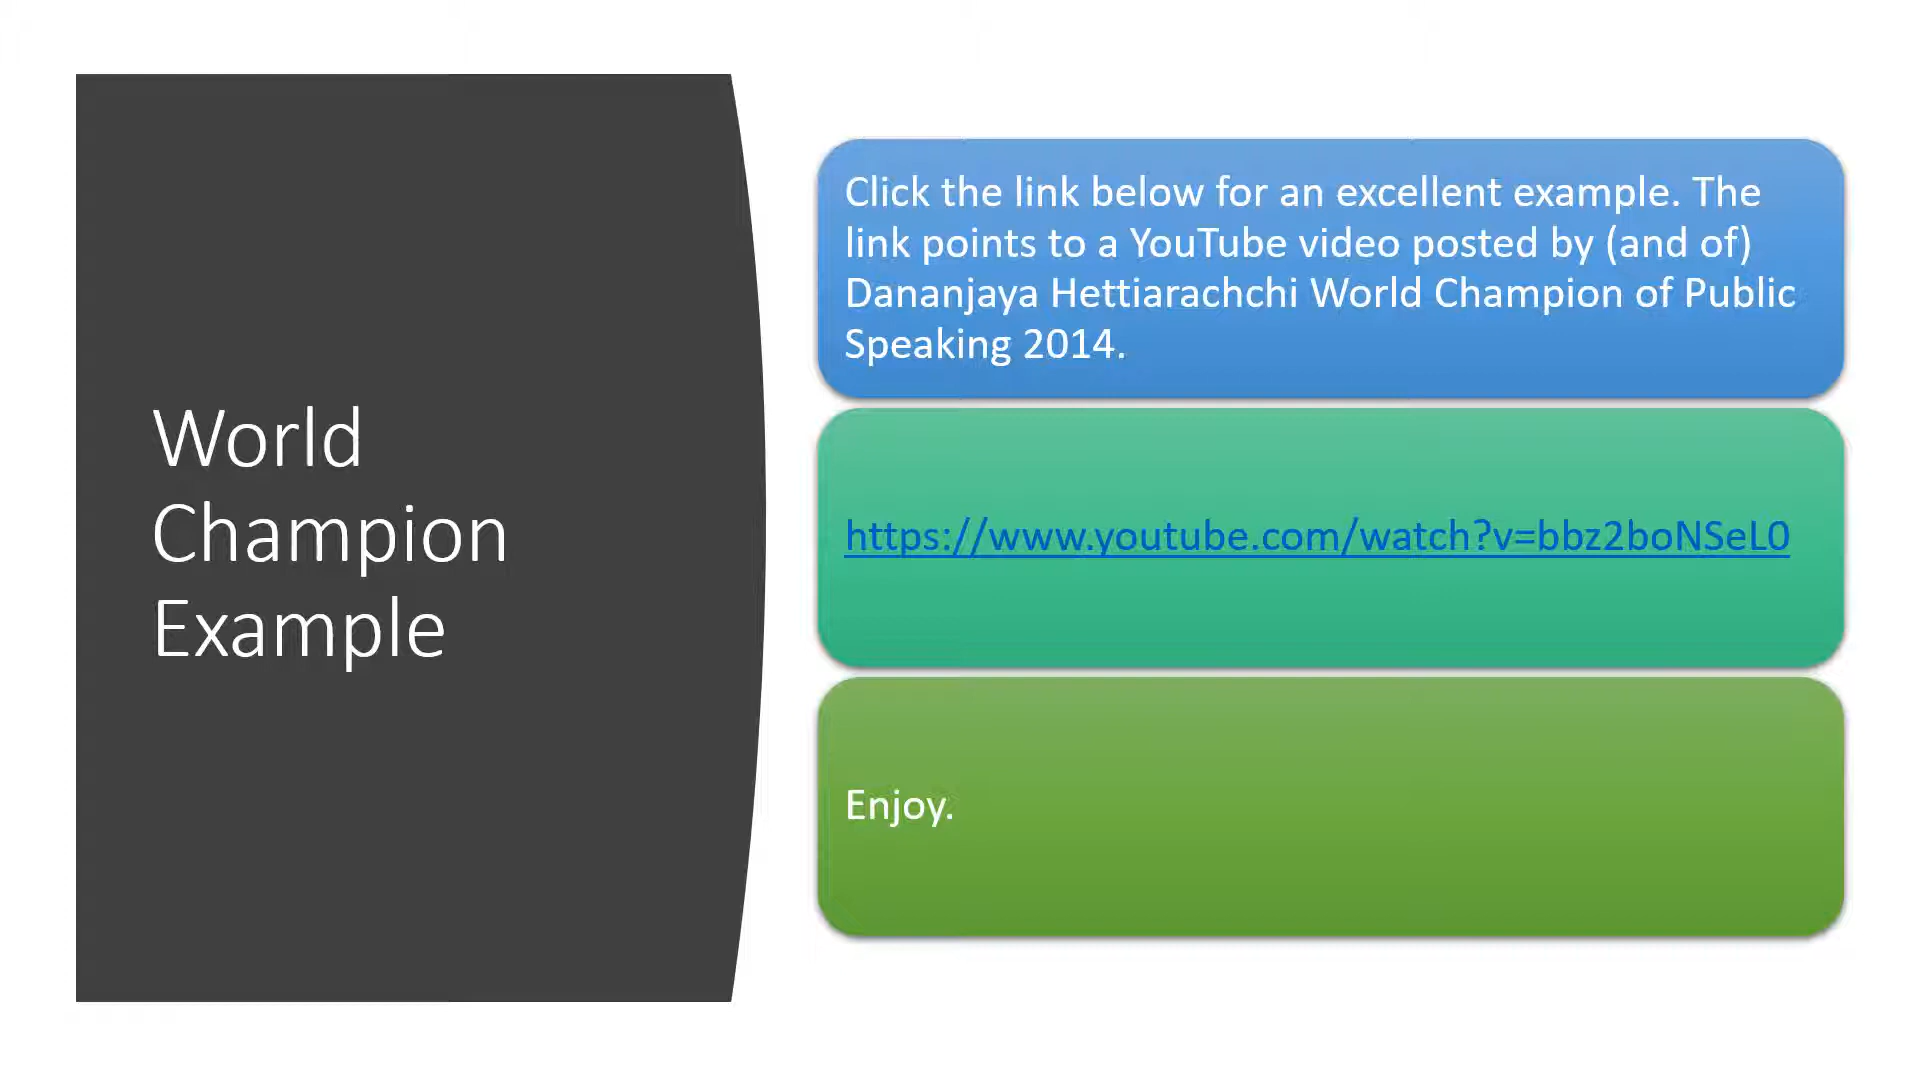 World
Champion
Example
Click the link below for an excellent example. The
link points to a YouTube video posted by (and of)
Dananjaya Hettiarachchi World Champion of Public
Speaking 2014.
https://www.youtube.com/watch?v=bbz2boNSeL0
Enjoy.